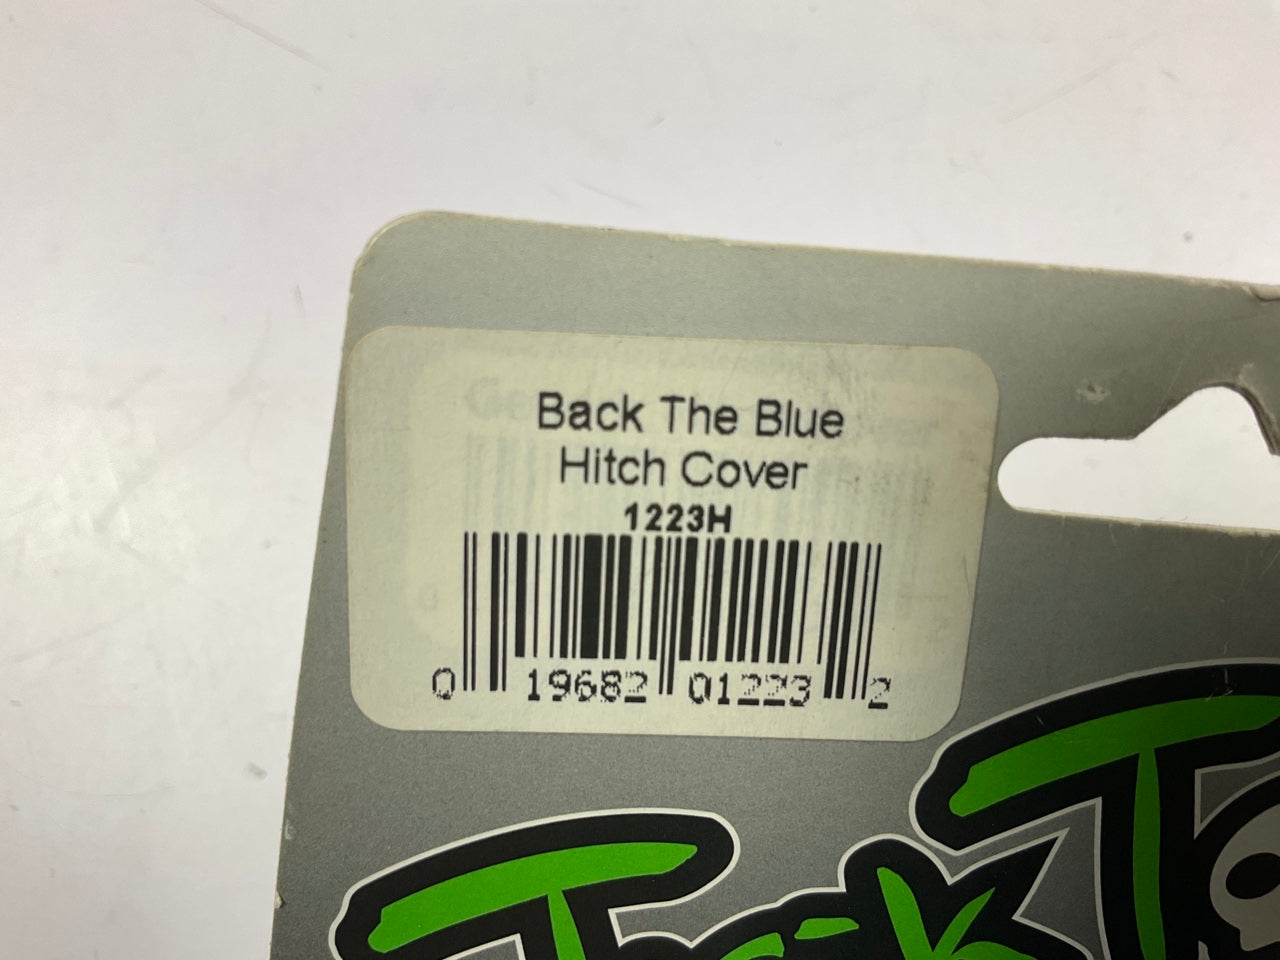 Back The Blue
Hitch Cover
1223H
0 19682 01223 2